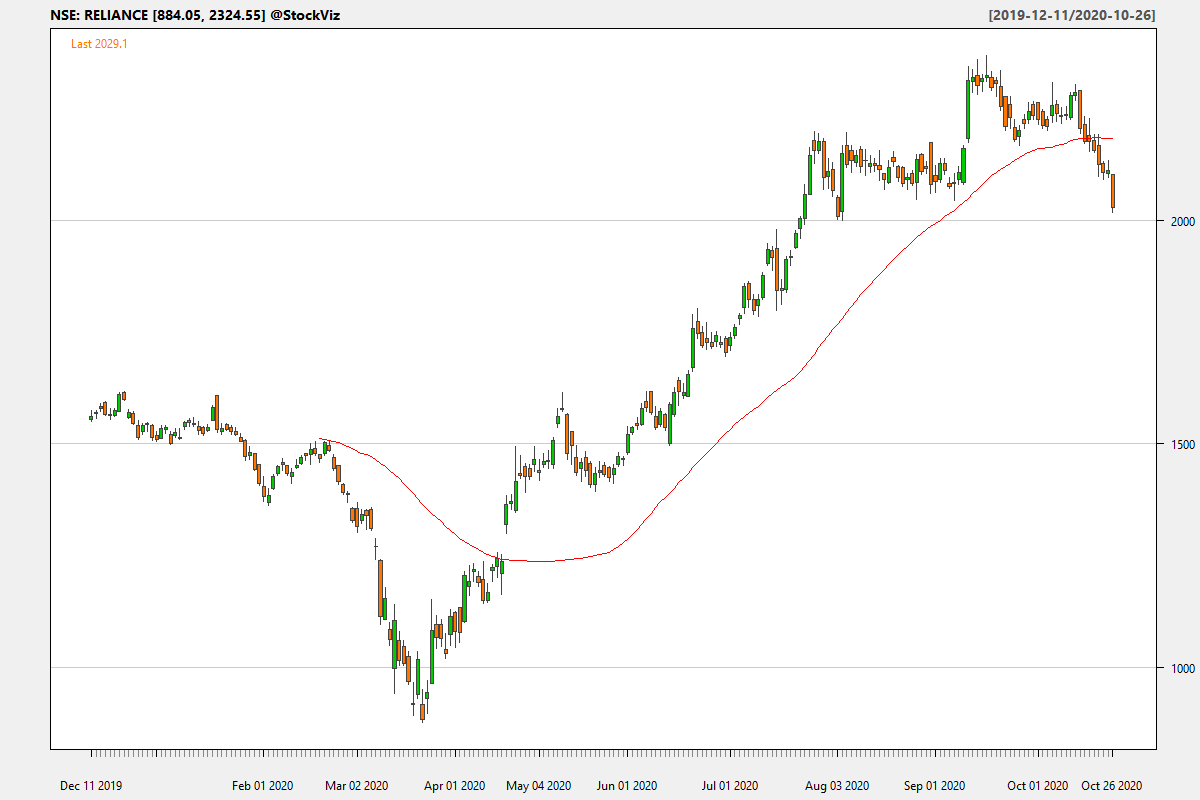 NSE: RELIANCE [884.05, 2324.55] @StockViz
[2019-12-11/2020-10-26]
Last 2029.1
2000
1500
1000
Dec 11 2019
Feb 01 2020
Mar 02 2020
Apr 01 2020
May 04 2020
Jun 01 2020
Jul 01 2020
Aug 03 2020
Sep 01 2020
Oct 01 2020
Oct 26 2020